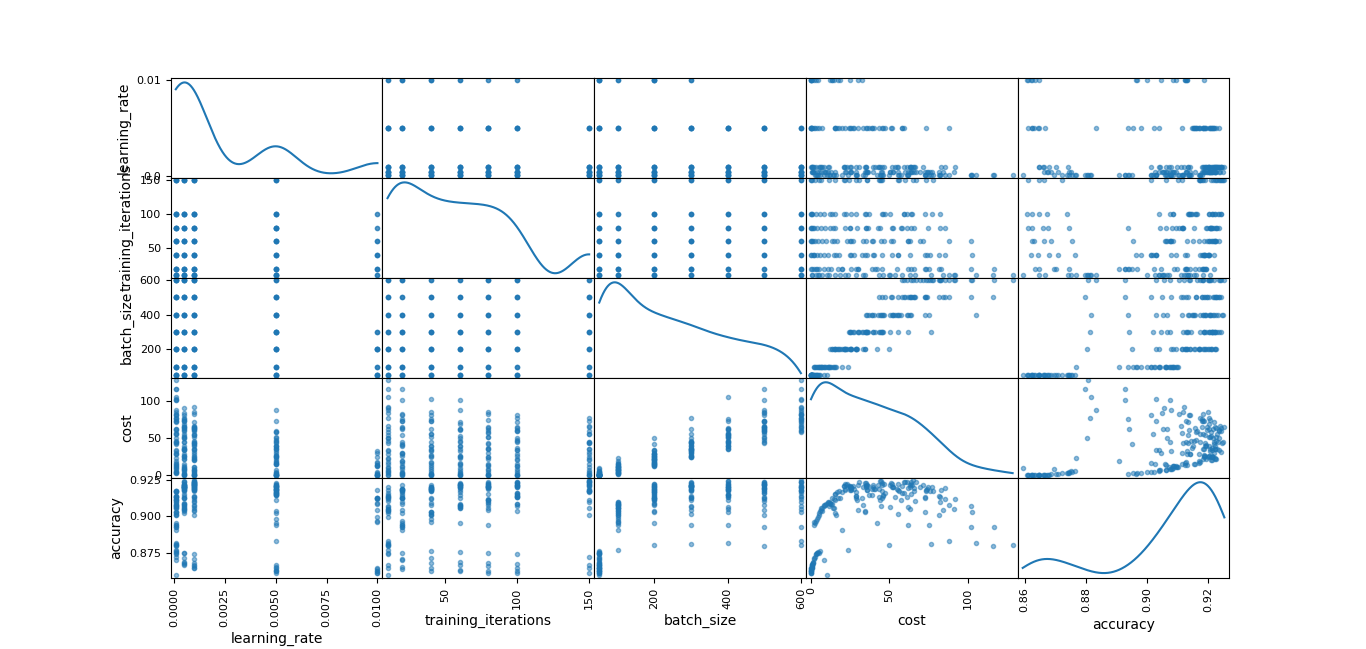 0.01
learning_rate
0.0
150
100
50
training_iterations
600
400
200
batch_size
100
50
0
cost
0.925
0.900
0.875
accuracy
0.0000 0.0025 0.0050 0.0075 0.0100
50 100 150
200 400 600
0 50 100
0.86 0.88 0.90 0.92
learning_rate
training_iterations
batch_size
cost
accuracy